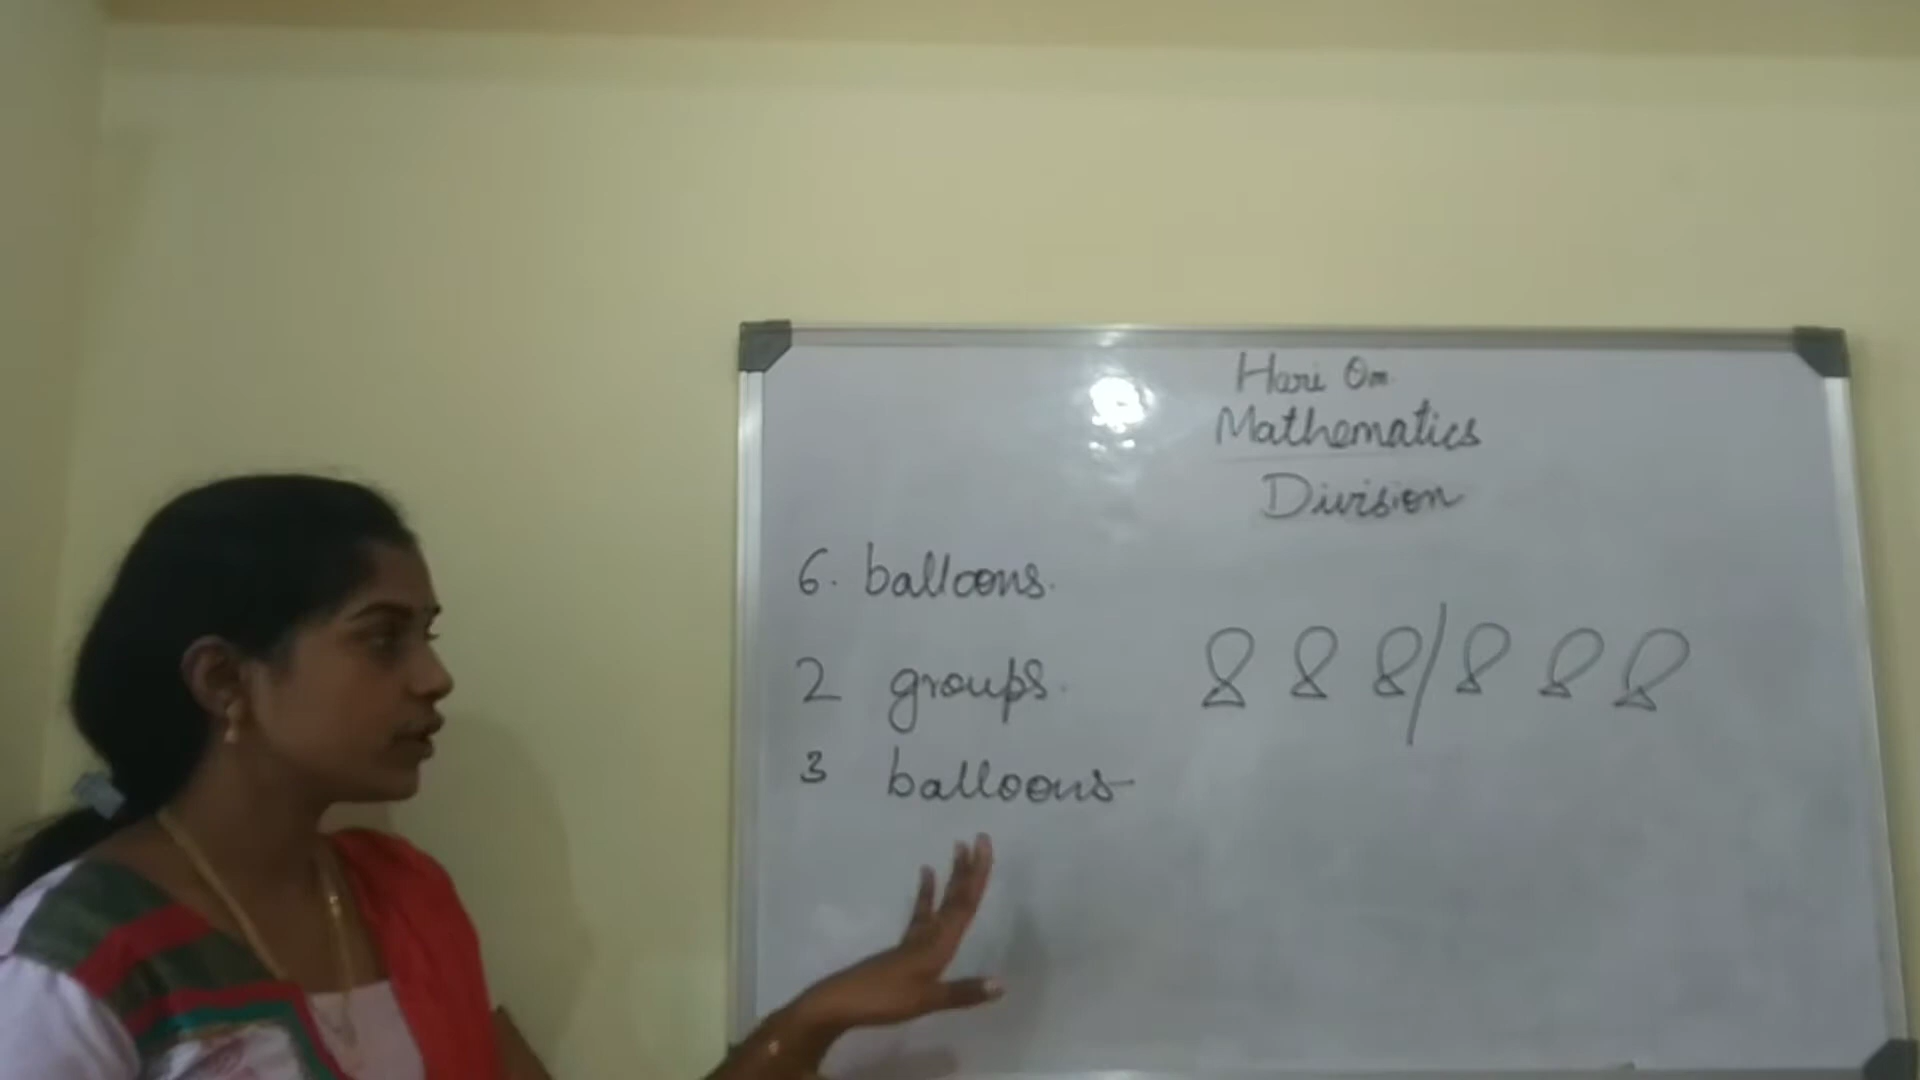 Hari Om
Mathematics
Division
6. balloons.
2 groups.
3 balloons